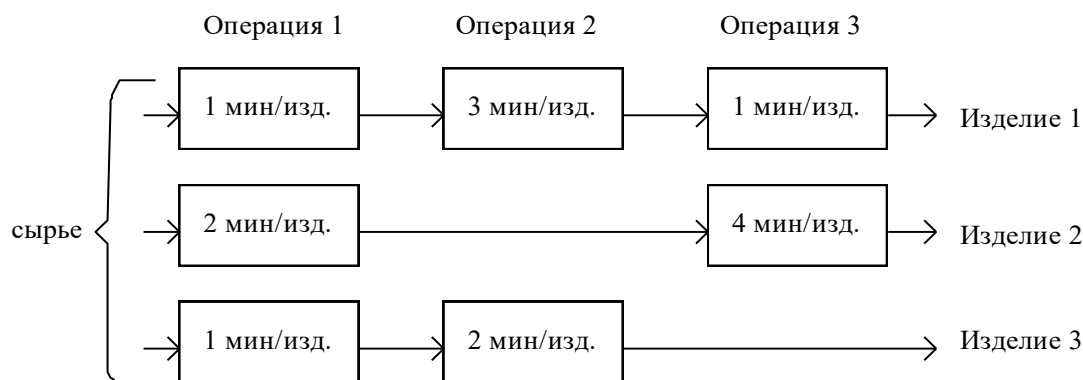 Операция 1 Операция 2 Операция 3
1 мин/изд. 3 мин/изд. 1 мин/изд. Изделие 1
сырье 2 мин/изд. 4 мин/изд. Изделие 2
1 мин/изд. 2 мин/изд. Изделие 3